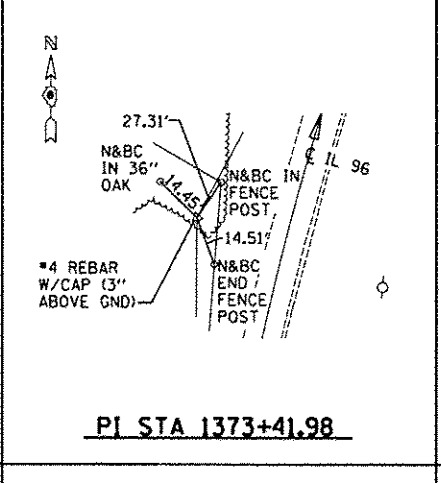 N
27.31'
N&BC
IN 36"
OAK
14.45'
N&BC IN
FENCE
POST
℄ IL 96
14.51'
N&BC
END
FENCE
POST
#4 REBAR
W/CAP (3"
ABOVE GND)
PI STA 1373+41.98